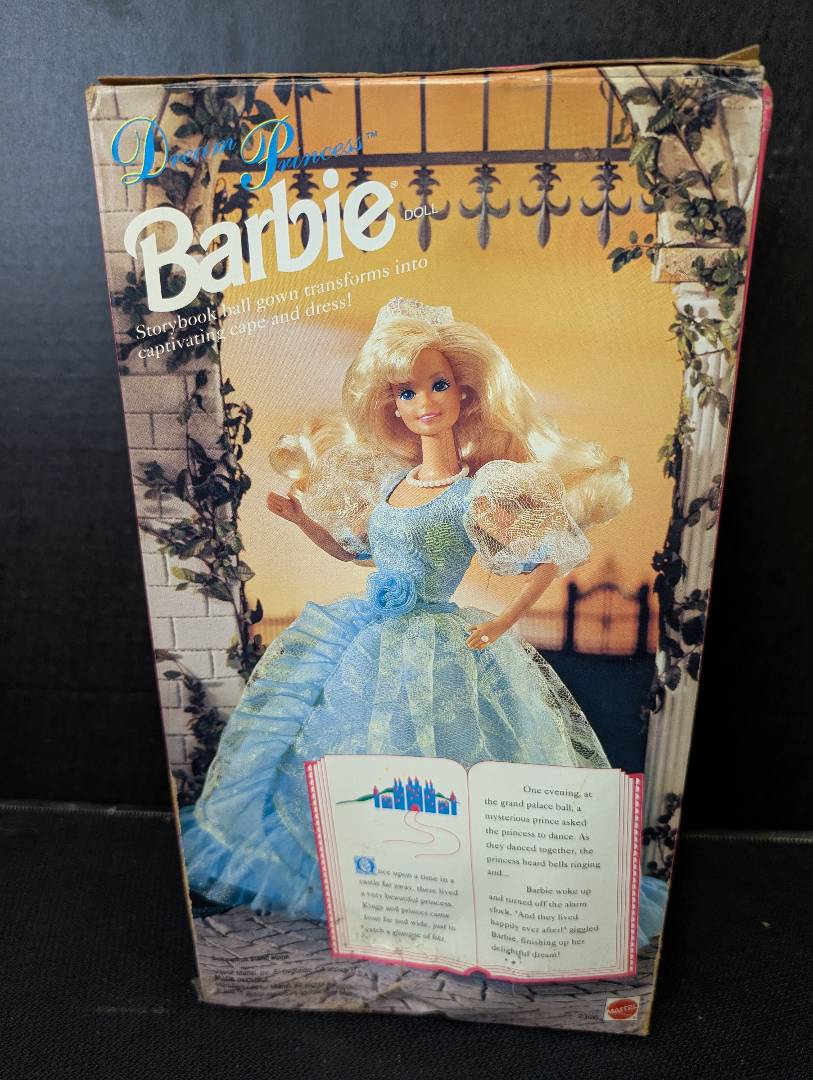 Dream Princess™
Barbie® DOLL
Storybook ball gown transforms into
captivating cape and dress!
Once upon a time in a
castle far away, there lived
a very beautiful princess.
Kings and princes came
from far and wide, just to
catch a glimpse of her.
One evening, at
the grand palace ball, a
mysterious prince asked
the princess to dance. As
they danced together, the
princess heard bells ringing
and...
Barbie woke up
and turned off the alarm
clock. "And they lived
happily ever after!" giggled
Barbie, finishing up her
delightful dream!
MATTEL